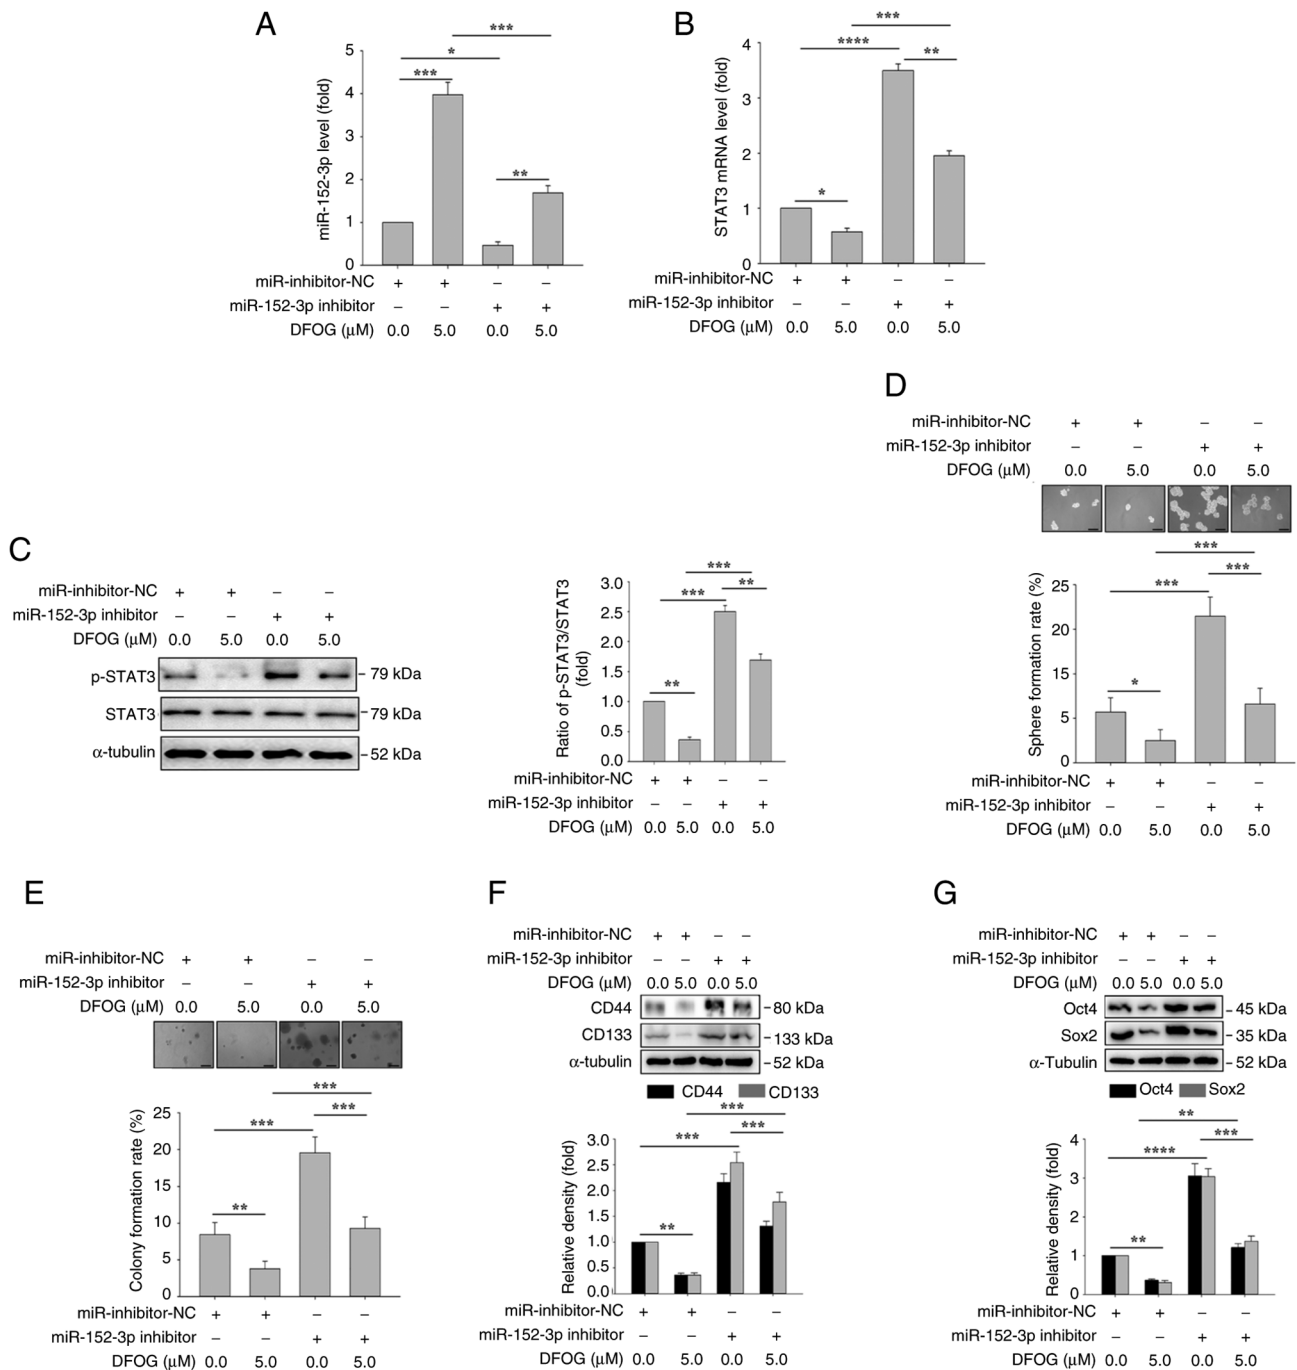 A
*** 
*
***
**
miR-152-3p level (fold)
5
4
3
2
1
0
miR-inhibitor-NC + + – –
miR-152-3p inhibitor – – + +
DFOG (μM) 0.0 5.0 0.0 5.0
B
***
****
**
*
STAT3 mRNA level (fold)
4
3
2
1
0
miR-inhibitor-NC + + – –
miR-152-3p inhibitor – – + +
DFOG (μM) 0.0 5.0 0.0 5.0
C
miR-inhibitor-NC + + – –
miR-152-3p inhibitor – – + +
DFOG (μM) 0.0 5.0 0.0 5.0
p-STAT3 – 79 kDa
STAT3 – 79 kDa
α-tubulin – 52 kDa
***
**
***
**
Ratio of p-STAT3/STAT3
(fold)
3.0
2.5
2.0
1.5
1.0
0.5
0.0
miR-inhibitor-NC + + – –
miR-152-3p inhibitor – – + +
DFOG (μM) 0.0 5.0 0.0 5.0
D
miR-inhibitor-NC + + – –
miR-152-3p inhibitor – – + +
DFOG (μM) 0.0 5.0 0.0 5.0
***
***
***
*
Sphere formation rate (%)
25
20
15
5
0
miR-inhibitor-NC + + – –
miR-152-3p inhibitor – – + +
DFOG (μM) 0.0 5.0 0.0 5.0
E
miR-inhibitor-NC + + – –
miR-152-3p inhibitor – – + +
DFOG (μM) 0.0 5.0 0.0 5.0
***
***
***
**
Colony formation rate (%)
25
20
15
10
5
0
miR-inhibitor-NC + + – –
miR-152-3p inhibitor – – + +
DFOG (μM) 0.0 5.0 0.0 5.0
F
miR-inhibitor-NC + + – –
miR-152-3p inhibitor – – + +
DFOG (μM) 0.0 5.0 0.0 5.0
CD44 – 80 kDa
CD133 – 133 kDa
α-tubulin – 52 kDa
CD44 CD133
***
***
***
**
Relative density (fold)
3.0
2.5
2.0
1.5
1.0
0.5
0.0
miR-inhibitor-NC + + – –
miR-152-3p inhibitor – – + +
DFOG (μM) 0.0 5.0 0.0 5.0
G
miR-inhibitor-NC + + – –
miR-152-3p inhibitor – – + +
DFOG (μM) 0.0 5.0 0.0 5.0
Oct4 – 45 kDa
Sox2 – 35 kDa
α-Tubulin – 52 kDa
Oct4 Sox2
**
***
****
**
Relative density (fold)
4
3
2
1
0
miR-inhibitor-NC + + – –
miR-152-3p inhibitor – – + +
DFOG (μM) 0.0 5.0 0.0 5.0